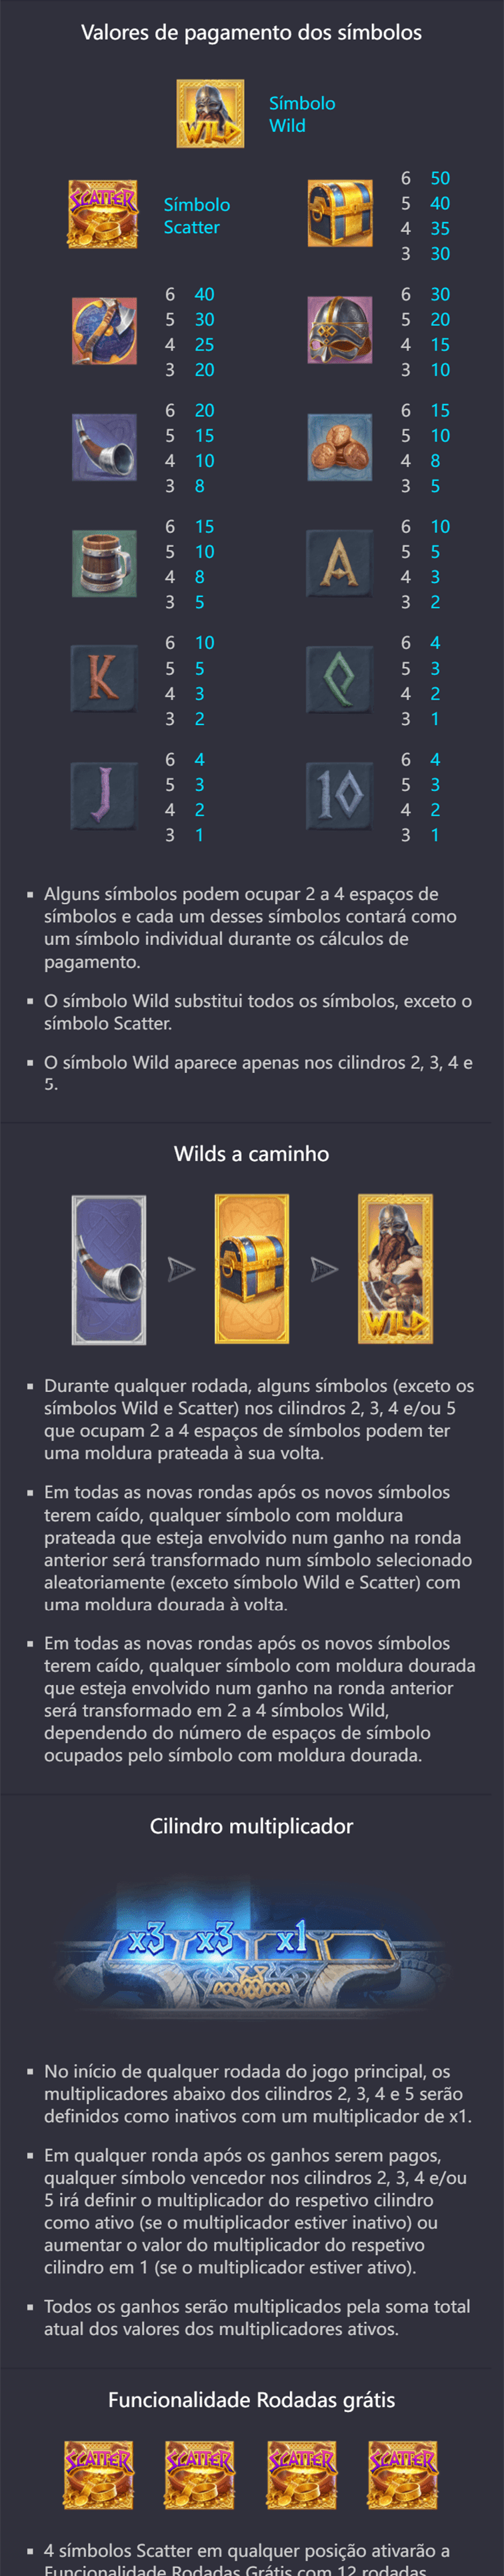 Valores de pagamento dos símbolos
WILD
Símbolo
Wild
SCATTER
Símbolo
Scatter
6 50
5 40
4 35
3 30
6 40
5 30
4 25
3 20
6 30
5 20
4 15
3 10
6 20
5 15
4 10
3 8
6 15
5 10
4 8
3 5
6 15
5 10
4 8
3 5
A
6 10
5 5
4 3
3 2
K
6 10
5 5
4 3
3 2
Q
6 4
5 3
4 2
3 1
J
6 4
5 3
4 2
3 1
10
6 4
5 3
4 2
3 1
▪ Alguns símbolos podem ocupar 2 a 4 espaços de
símbolos e cada um desses símbolos contará como
um símbolo individual durante os cálculos de
pagamento.
▪ O símbolo Wild substitui todos os símbolos, exceto o
símbolo Scatter.
▪ O símbolo Wild aparece apenas nos cilindros 2, 3, 4 e
5.
Wilds a caminho
WILD
▪ Durante qualquer rodada, alguns símbolos (exceto os
símbolos Wild e Scatter) nos cilindros 2, 3, 4 e/ou 5
que ocupam 2 a 4 espaços de símbolos podem ter
uma moldura prateada à sua volta.
▪ Em todas as novas rondas após os novos símbolos
terem caído, qualquer símbolo com moldura
prateada que esteja envolvido num ganho na ronda
anterior será transformado num símbolo selecionado
aleatoriamente (exceto símbolo Wild e Scatter) com
uma moldura dourada à volta.
▪ Em todas as novas rondas após os novos símbolos
terem caído, qualquer símbolo com moldura dourada
que esteja envolvido num ganho na ronda anterior
será transformado em 2 a 4 símbolos Wild,
dependendo do número de espaços de símbolo
ocupados pelo símbolo com moldura dourada.
Cilindro multiplicador
x3 x3 x1
▪ No início de qualquer rodada do jogo principal, os
multiplicadores abaixo dos cilindros 2, 3, 4 e 5 serão
definidos como inativos com um multiplicador de x1.
▪ Em qualquer ronda após os ganhos serem pagos,
qualquer símbolo vencedor nos cilindros 2, 3, 4 e/ou
5 irá definir o multiplicador do respetivo cilindro
como ativo (se o multiplicador estiver inativo) ou
aumentar o valor do multiplicador do respetivo
cilindro em 1 (se o multiplicador estiver ativo).
▪ Todos os ganhos serão multiplicados pela soma total
atual dos valores dos multiplicadores ativos.
Funcionalidade Rodadas grátis
SCATTER SCATTER SCATTER SCATTER
▪ 4 símbolos Scatter em qualquer posição ativarão a
Funcionalidade Rodadas Grátis com 12 rodadas